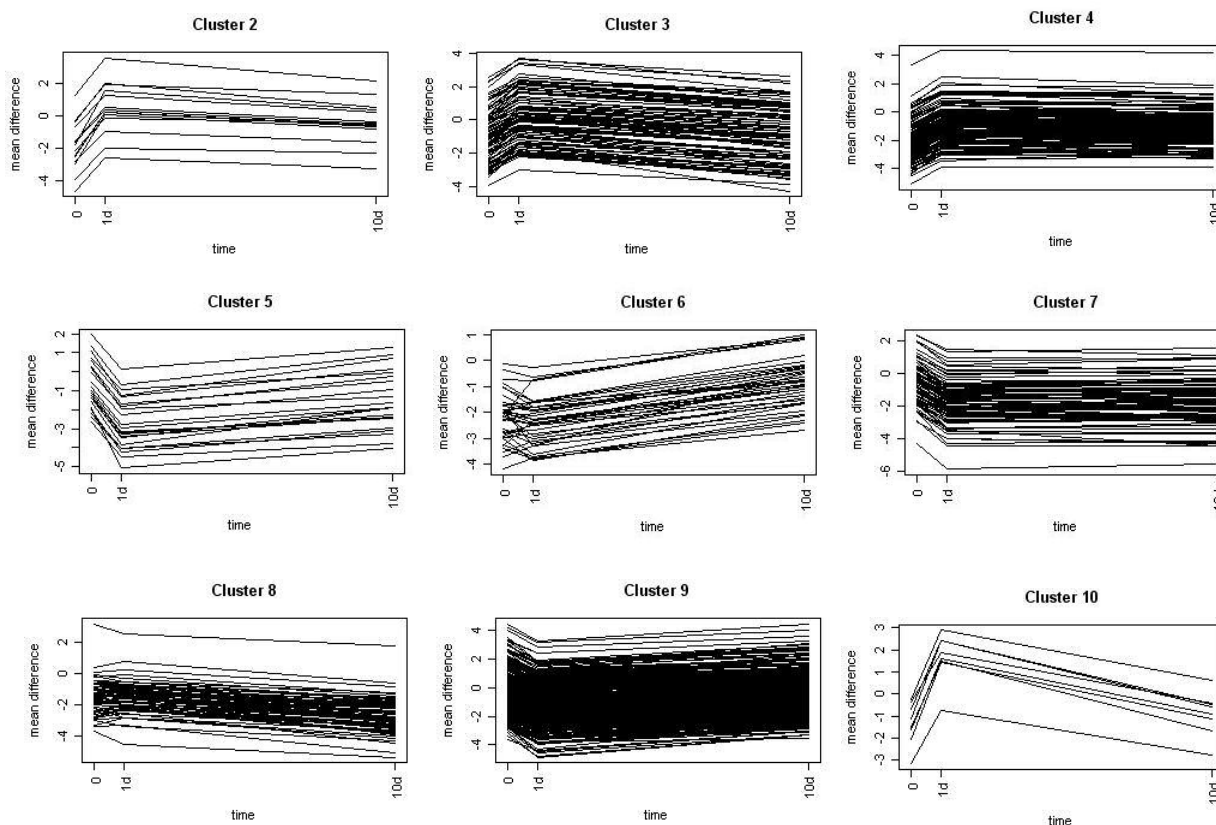 Cluster 2
mean difference
2
0
-2
-4
0
1d
10d
time
Cluster 3
mean difference
4
2
0
-2
-4
0
1d
10d
time
Cluster 4
mean difference
4
2
0
-2
-4
0
1d
10d
time
Cluster 5
mean difference
2
1
-1
-3
-5
0
1d
10d
time
Cluster 6
mean difference
1
0
-1
-2
-3
-4
0
1d
10d
time
Cluster 7
mean difference
2
0
-2
-4
-6
0
1d
time
Cluster 8
mean difference
2
0
-2
-4
0
1d
10d
time
Cluster 9
mean difference
4
2
0
-2
-4
0
1d
10d
time
Cluster 10
mean difference
3
2
0
-1
-3
0
1d
10d
time